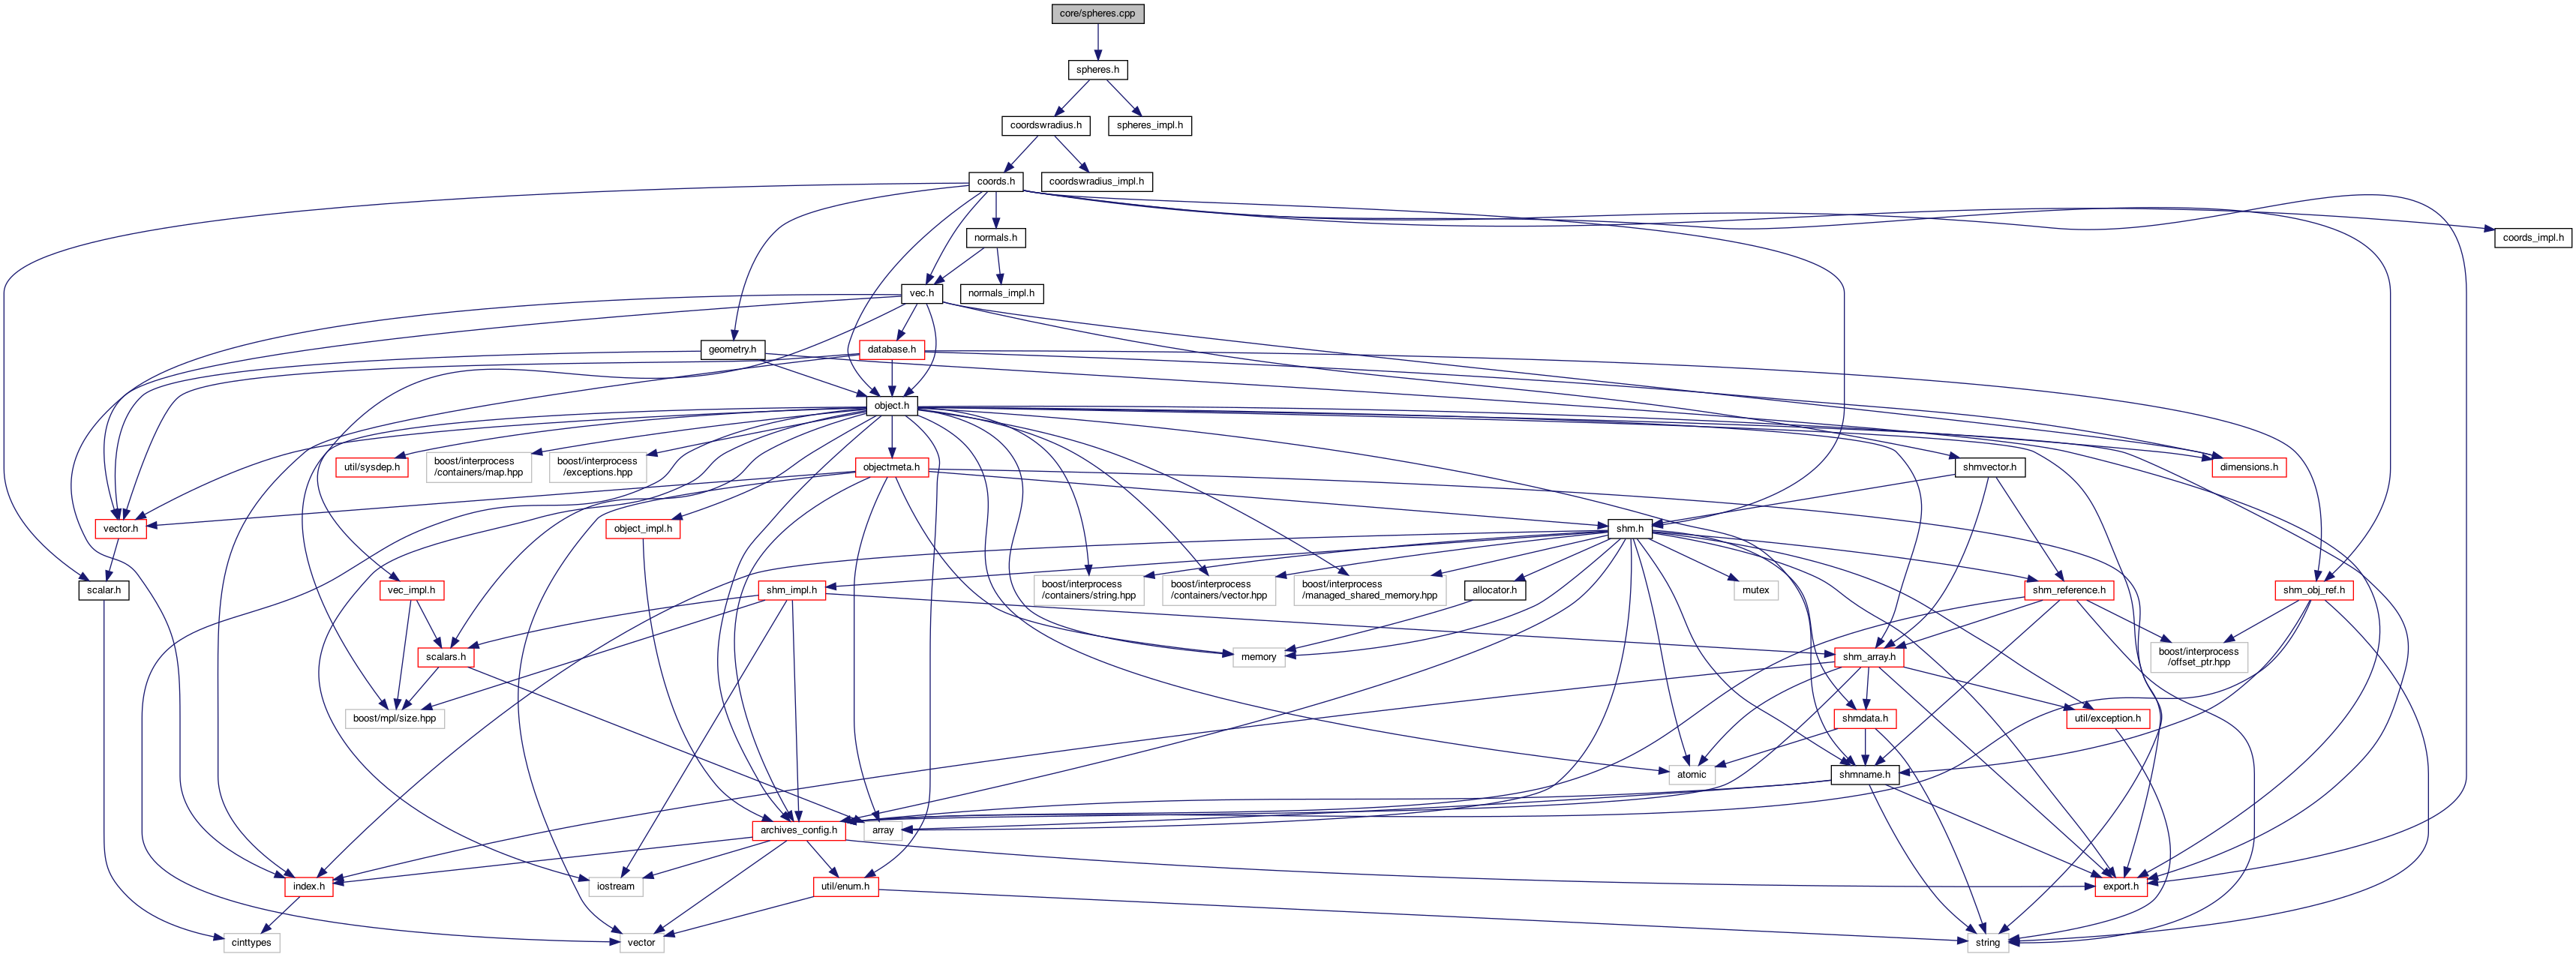 core/spheres.cpp
spheres.h
coordswradius.h
spheres_impl.h
coords.h
coordswradius_impl.h
normals.h
coords_impl.h
vec.h
normals_impl.h
geometry.h
database.h
object.h
util/sysdep.h
boost/interprocess
/containers/map.hpp
boost/interprocess
/exceptions.hpp
objectmeta.h
shmvector.h
dimensions.h
vector.h
object_impl.h
shm.h
scalar.h
vec_impl.h
shm_impl.h
boost/interprocess
/containers/string.hpp
boost/interprocess
/containers/vector.hpp
boost/interprocess
/managed_shared_memory.hpp
allocator.h
mutex
shm_reference.h
shm_obj_ref.h
scalars.h
memory
shm_array.h
boost/interprocess
/offset_ptr.hpp
boost/mpl/size.hpp
shmdata.h
util/exception.h
atomic
shmname.h
archives_config.h
array
index.h
iostream
util/enum.h
export.h
cinttypes
vector
string